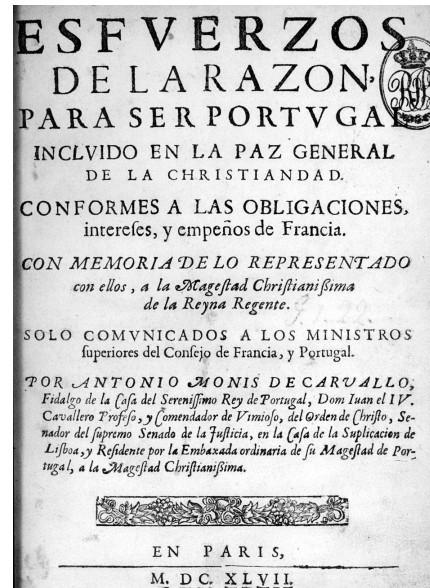 ESFVERZOS
DE LA RAZON,
PARA SER PORTVGAL
INCLVIDO EN LA PAZ GENERAL
DE LA CHRISTIANDAD.
CONFORMES A LAS OBLIGACIONES,
intereses, y empeños de Francia.
CON MEMORIA DE LO REPRESENTADO
con ellos, a la Mageſtad Chriſtianißima
de la Reyna Regente.
SOLO COMVNICADOS A LOS MINISTROS
ſuperiores del Conſejo de Francia, y Portugal.
POR ANTONIO MONIS DE CARVALLO,
Fidalgo de la Caſa del Sereniſſimo Rey de Portugal, Dom Iuan el IV.
Cavallero Profeſo, y Comendador de Vimioſo, del Orden de Chriſto, Se-
nador del ſupremo Senado de la Juſticia, en la Caſa de la Suplicacion de
Liſboa, y Reſidente por la Embaxada ordinaria de ſu Mageſtad de Por-
tugal, a la Mageſtad Chriſtianißima.
EN PARIS,
M. DC. XLVII.